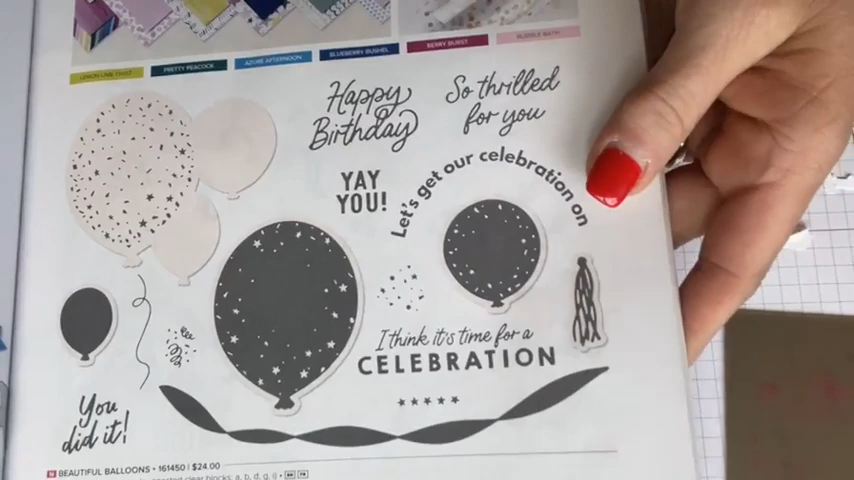 LEMON LIME TWIST
PRETTY PEACOCK
AZURE AFTERNOON
BLUEBERRY BUSHEL
BERRY BURST
BUBBLE BATH
Happy
Birthday
So thrilled
for you
YAY
YOU!
Let's get our celebration on
I think it's time for a
CELEBRATION
You
did it!
N BEAUTIFUL BALLOONS • 161450 | $24.00
clear blocks: a, b, d, g, i) •